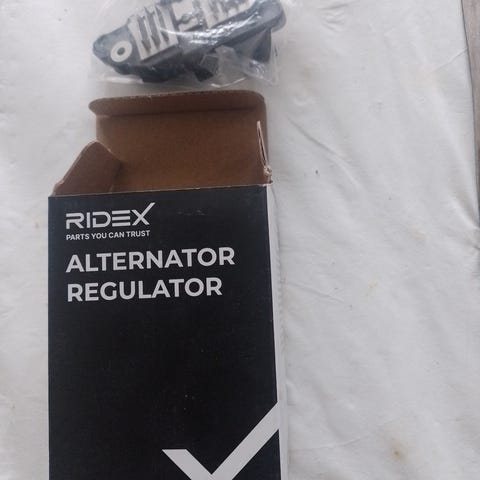 RIDEX
PARTS YOU CAN TRUST
ALTERNATOR
REGULATOR